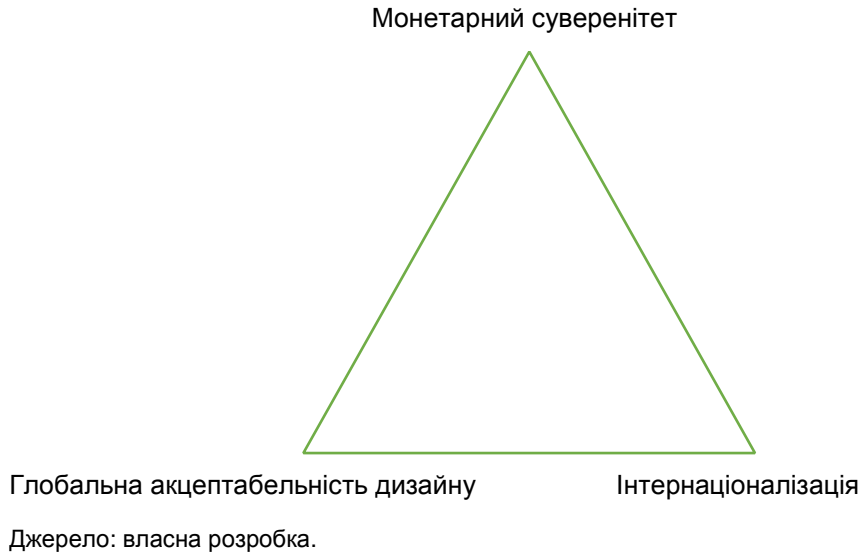 Монетарний суверенітет
Глобальна акцептабельність дизайну
Інтернаціоналізація
Джерело: власна розробка.